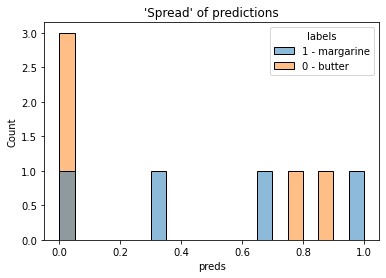 'Spread' of predictions
labels
1 - margarine
0 - butter
3.0
2.5
2.0
1.5
1.0
0.5
0.0
Count
0.0 0.2 0.4 0.6 0.8 1.0
preds